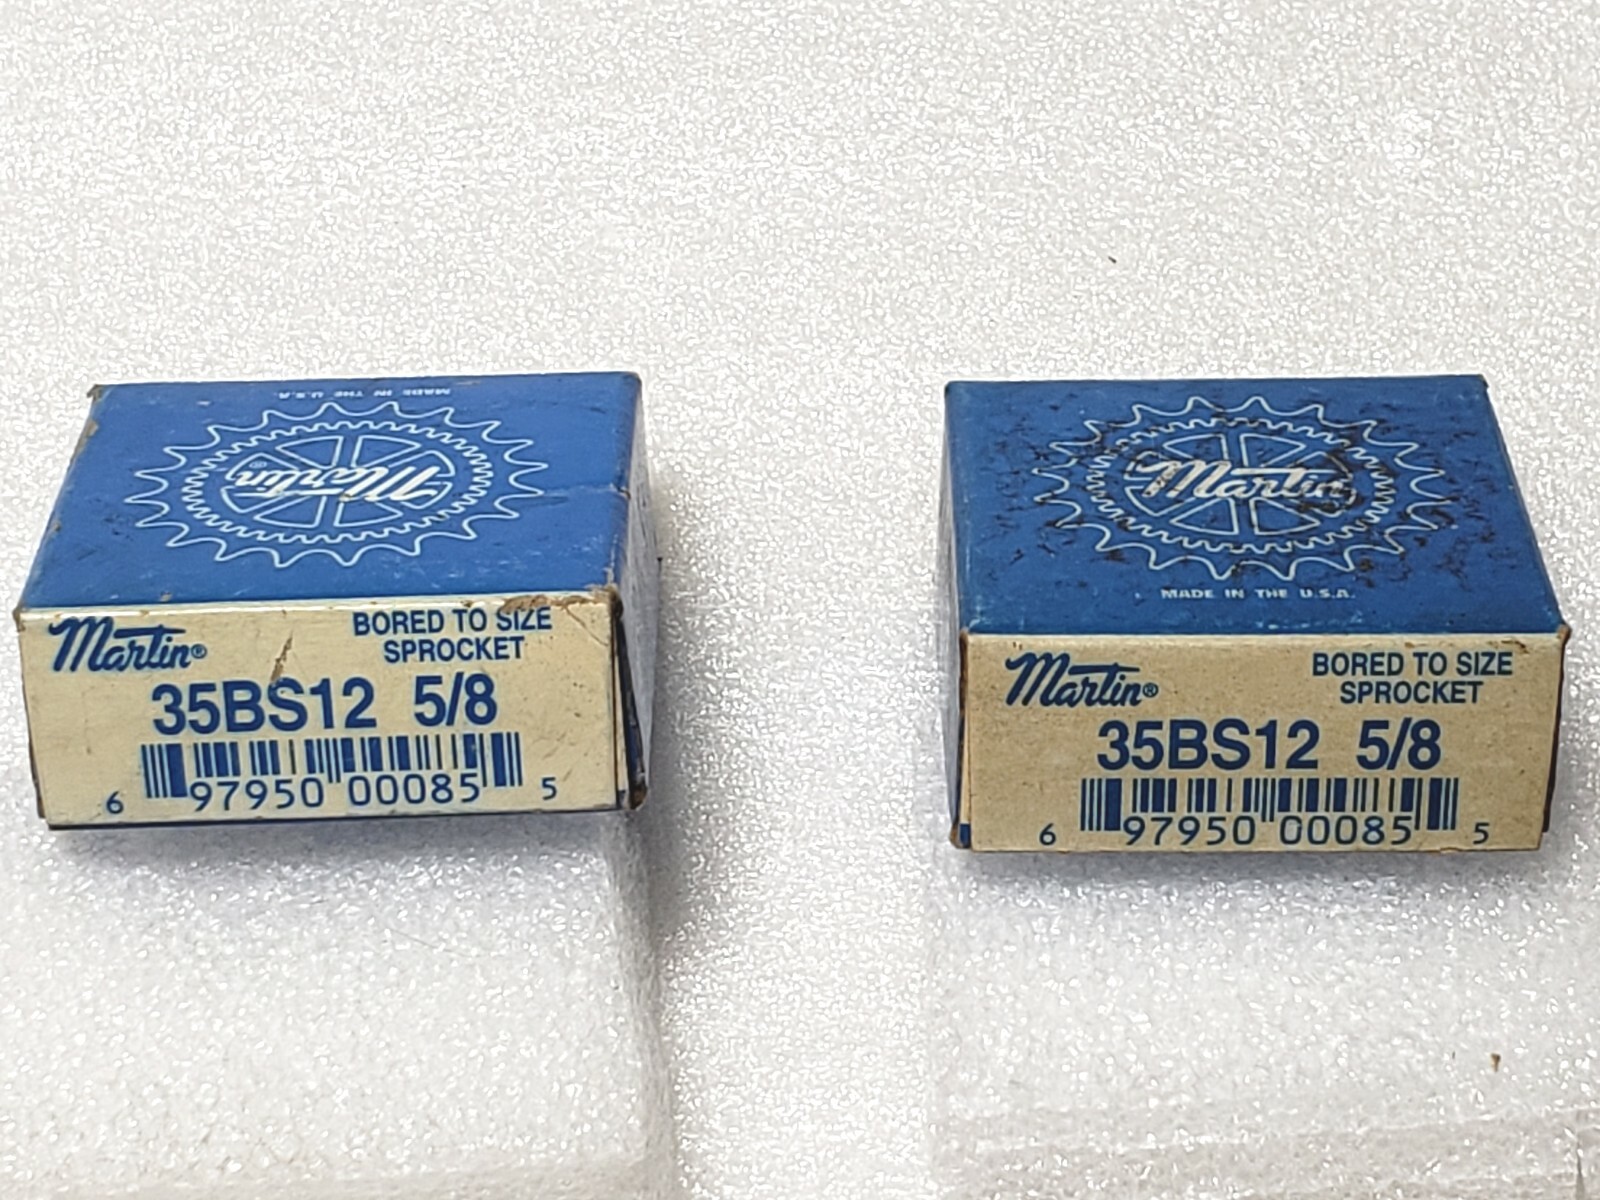 MADE IN THE U.S.A.
Martin®
Martin®
BORED TO SIZE
SPROCKET
35BS12 5/8
6 97950 00085 5
Martin
MADE IN THE U.S.A.
Martin®
BORED TO SIZE
SPROCKET
35BS12 5/8
6 97950 00085 5